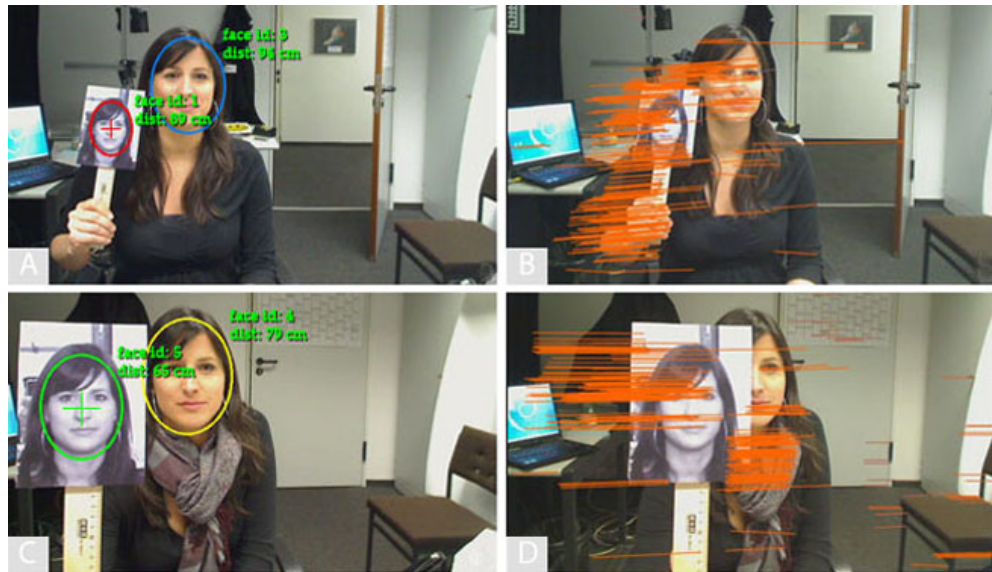 face id: 3
dist: 96 cm
face id: 1
dist: 89 cm
A
B
face id: 4
dist: 79 cm
face id: 5
dist: 65 cm
C
D